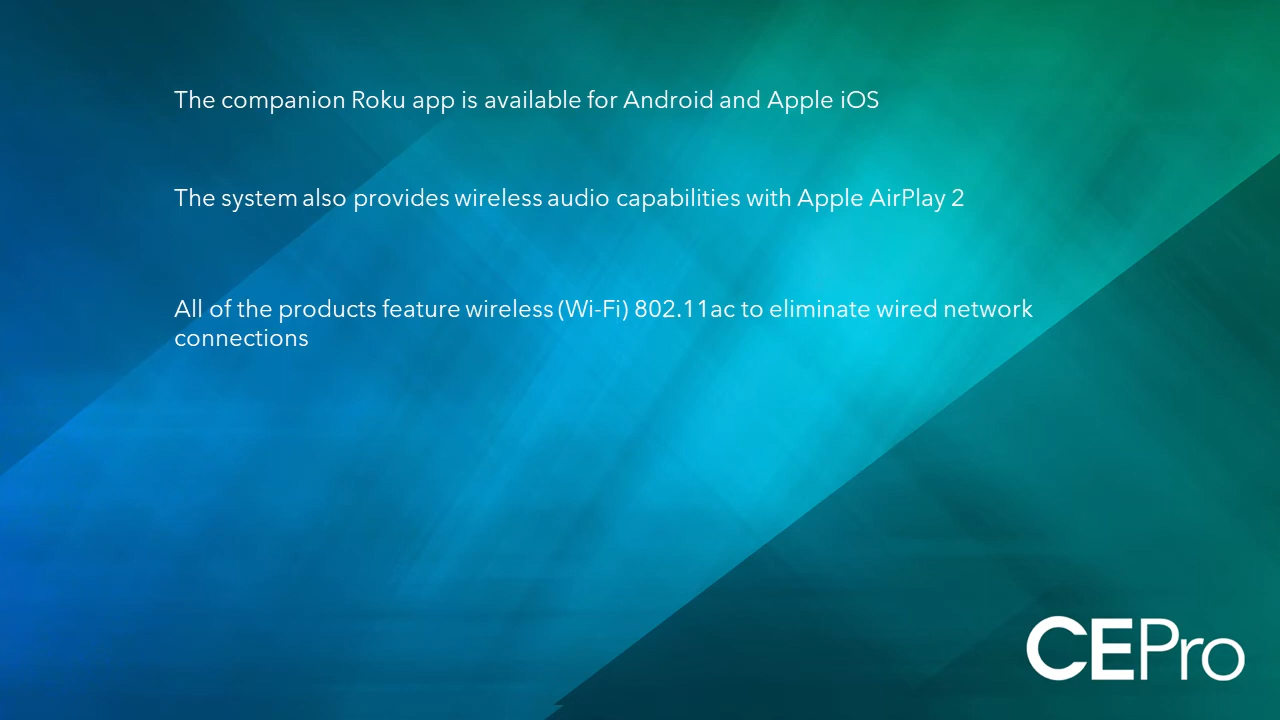 The companion Roku app is available for Android and Apple iOS
The system also provides wireless audio capabilities with Apple AirPlay 2
All of the products feature wireless (Wi-Fi) 802.11ac to eliminate wired network
connections
CEPro